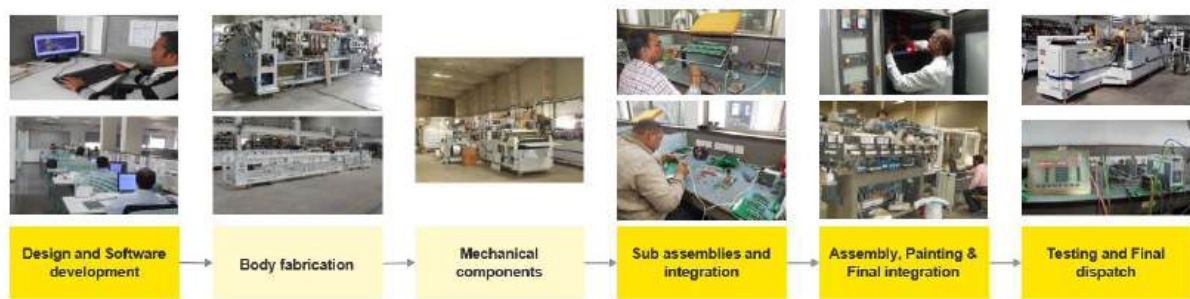 Design and Software
development
Body fabrication
Mechanical
components
Sub assemblies and
integration
Assembly, Painting &
Final integration
Testing and Final
dispatch